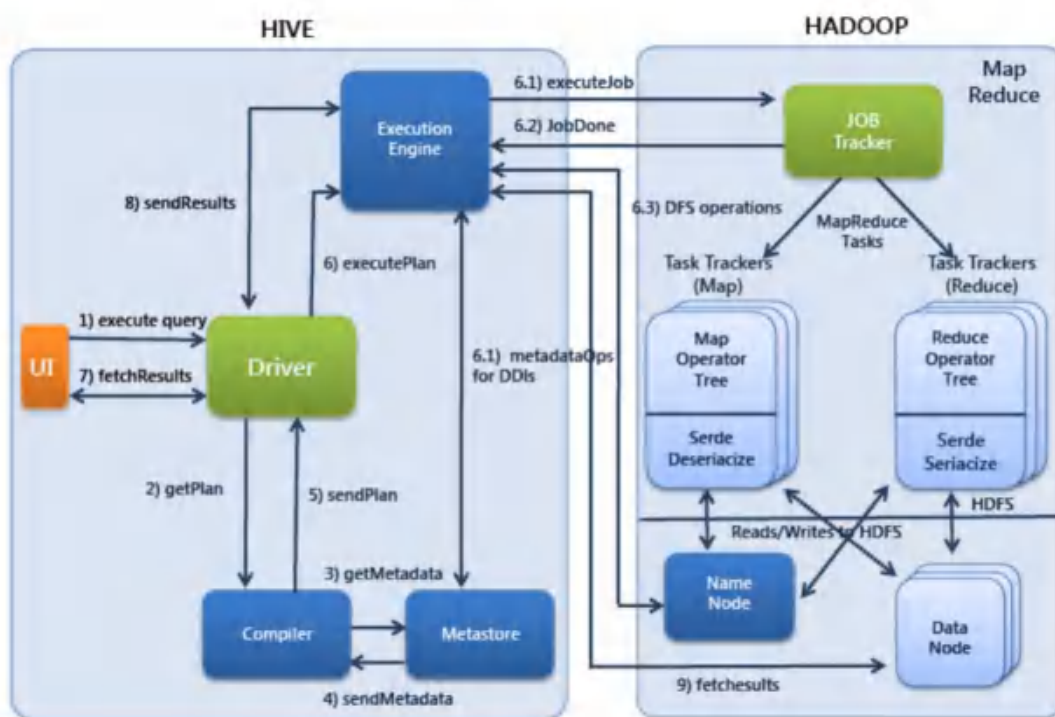 HIVE
HADOOP
Map
Reduce
Execution
Engine
6.1) executeJob
6.2) JobDone
JOB
Tracker
8) sendResults
6) executePlan
6.3) DFS operations
MapReduce
Tasks
Task Trackers
(Map)
Task Trackers
(Reduce)
UI
1) execute query
7) fetchResults
Driver
6.1) metadataOps
for DDIs
Map
Operator
Tree
Serde
Deseriacize
Reduce
Operator
Tree
Serde
Seriacize
2) getPlan
5) sendPlan
HDFS
Reads/Writes to HDFS
3) getMetadata
Compiler
Metastore
4) sendMetadata
Name
Node
Data
Node
9) fetchesults